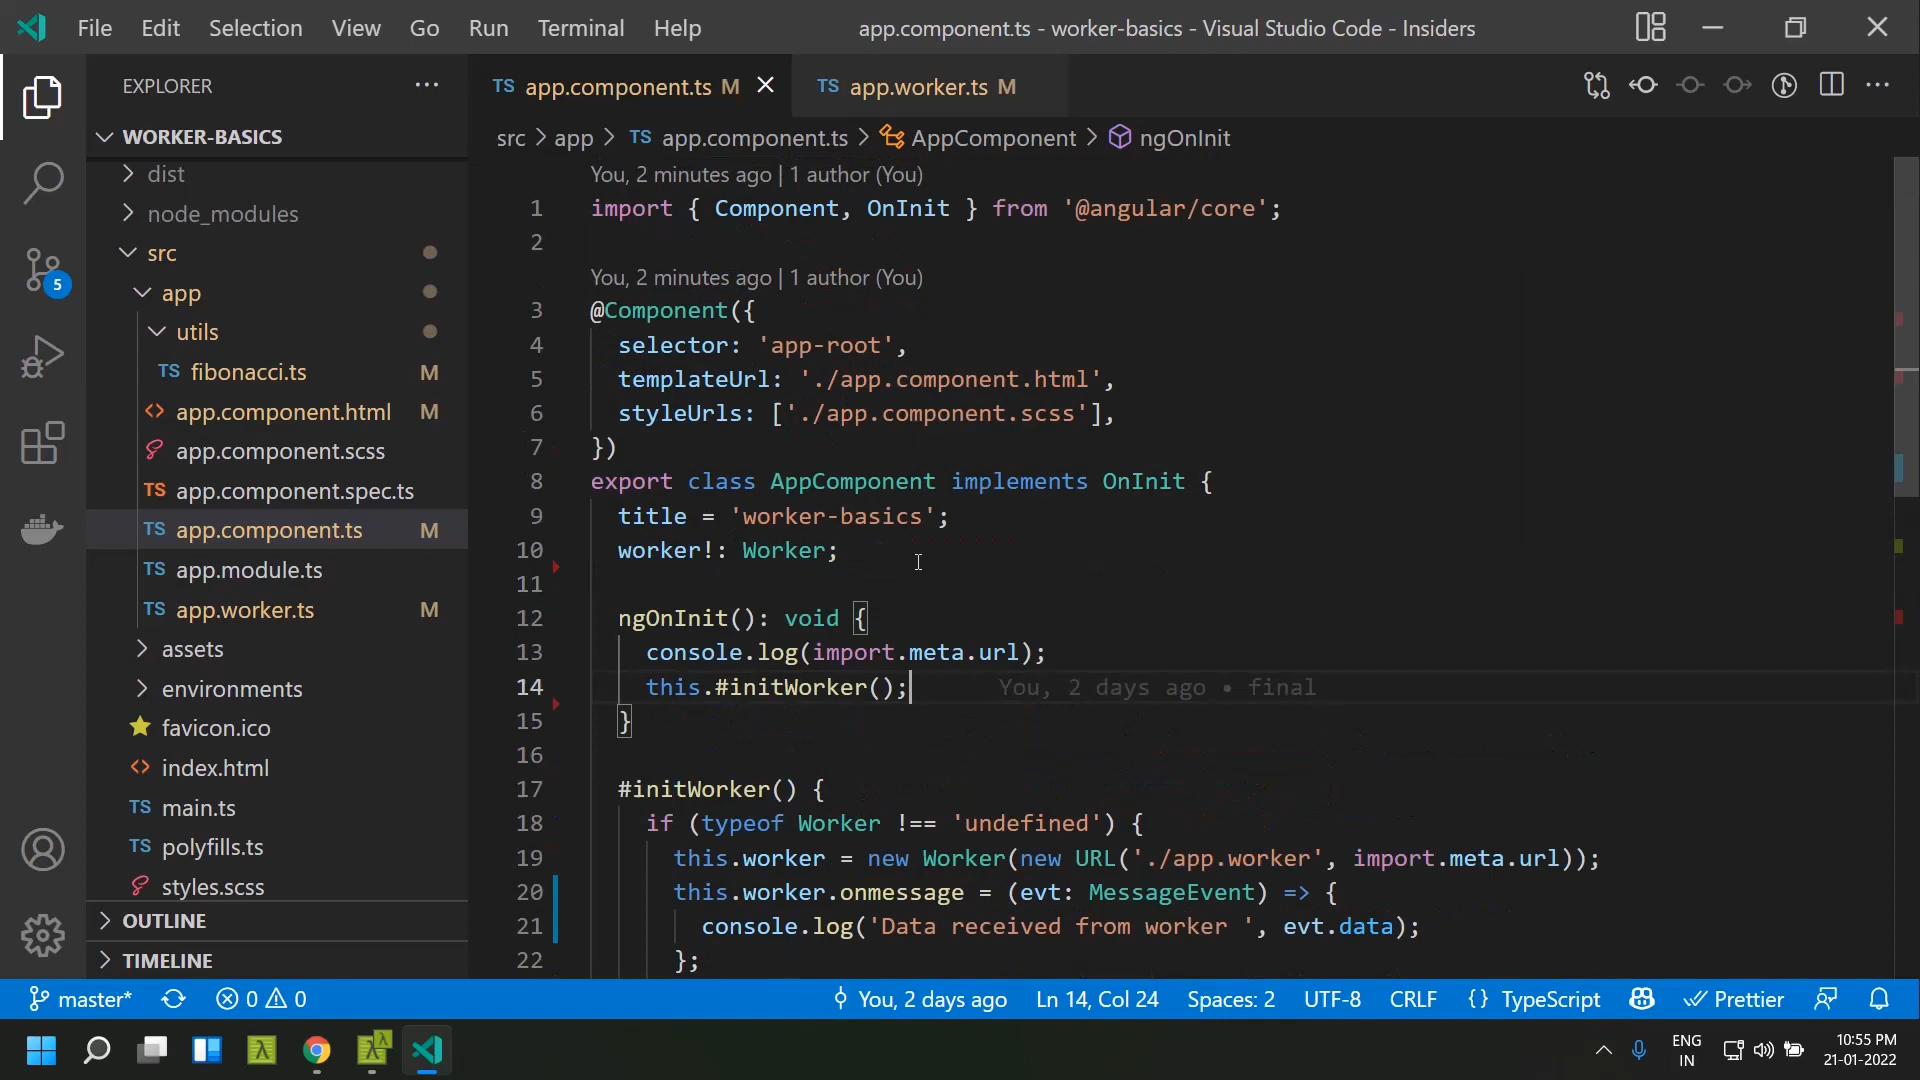 File Edit Selection View Go Run Terminal Help
app.component.ts - worker-basics - Visual Studio Code - Insiders
EXPLORER
WORKER-BASICS
dist
node_modules
src
app
utils
TS fibonacci.ts M
app.component.html M
app.component.scss
TS app.component.spec.ts
TS app.component.ts M
TS app.module.ts
TS app.worker.ts M
assets
environments
favicon.ico
index.html
TS main.ts
TS polyfills.ts
styles.scss
OUTLINE
TIMELINE
5
TS app.component.ts M
TS app.worker.ts M
src > app > TS app.component.ts > AppComponent > ngOnInit
You, 2 minutes ago | 1 author (You)
1 import { Component, OnInit } from '@angular/core';
2
You, 2 minutes ago | 1 author (You)
3 @Component({
4 selector: 'app-root',
5 templateUrl: './app.component.html',
6 styleUrls: ['./app.component.scss'],
7 })
8 export class AppComponent implements OnInit {
9 title = 'worker-basics';
10 worker!: Worker;
11
12 ngOnInit(): void {
13 console.log(import.meta.url);
14 this.#initWorker(); You, 2 days ago • final
15 }
16
17 #initWorker() {
18 if (typeof Worker !== 'undefined') {
19 this.worker = new Worker(new URL('./app.worker', import.meta.url));
20 this.worker.onmessage = (evt: MessageEvent) => {
21 console.log('Data received from worker ', evt.data);
22 };
master* 0 0 You, 2 days ago Ln 14, Col 24 Spaces: 2 UTF-8 CRLF { } TypeScript Prettier
ENG
IN
10:55 PM
21-01-2022